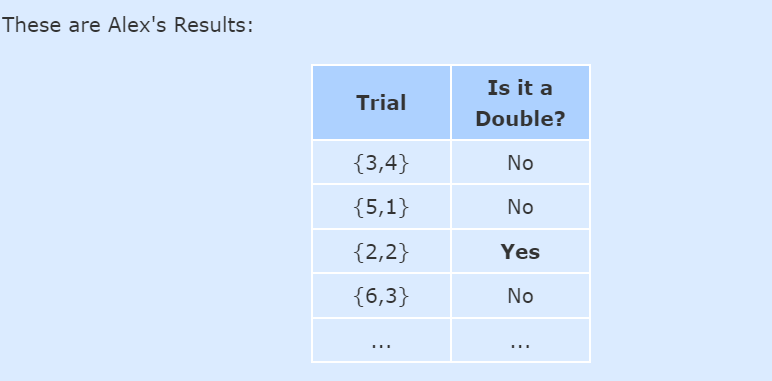 These are Alex's Results:
Trial
Is it a
Double?
{3,4} No
{5,1} No
{2,2} Yes
{6,3} No
... ...